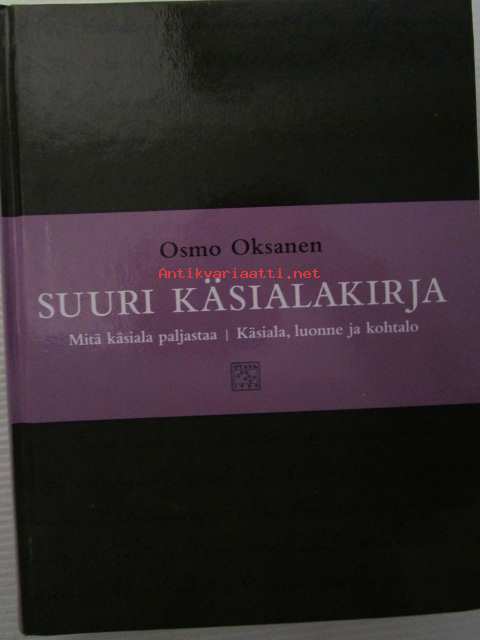 Osmo Oksanen
Antikvariaatti.net
SUURI KÄSIALAKIRJA
Mitä käsiala paljastaa | Käsiala, luonne ja kohtalo